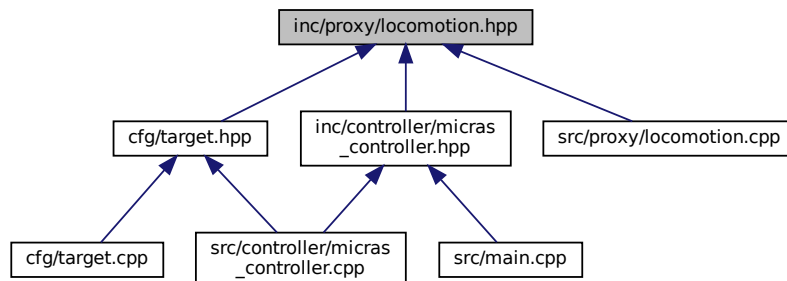 inc/proxy/locomotion.hpp
cfg/target.hpp
inc/controller/micras
_controller.hpp
src/proxy/locomotion.cpp
cfg/target.cpp
src/controller/micras
_controller.cpp
src/main.cpp